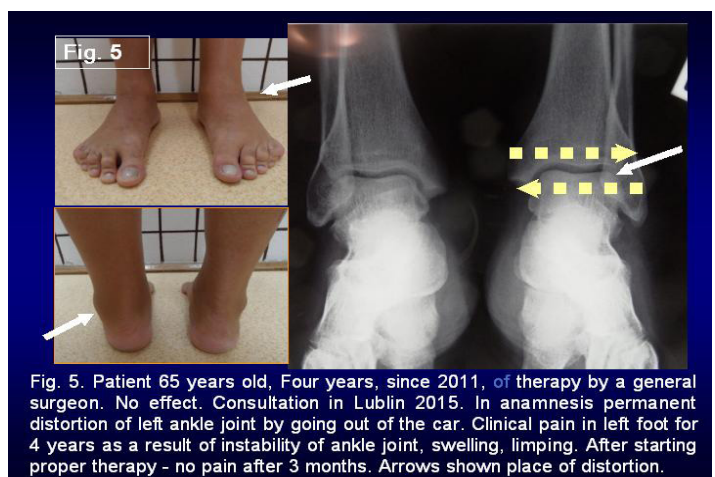 Fig. 5
Fig. 5. Patient 65 years old, Four years, since 2011, of therapy by a general
surgeon. No effect. Consultation in Lublin 2015. In anamnesis permanent
distortion of left ankle joint by going out of the car. Clinical pain in left foot for
4 years as a result of instability of ankle joint, swelling, limping. After starting
proper therapy - no pain after 3 months. Arrows shown place of distortion.